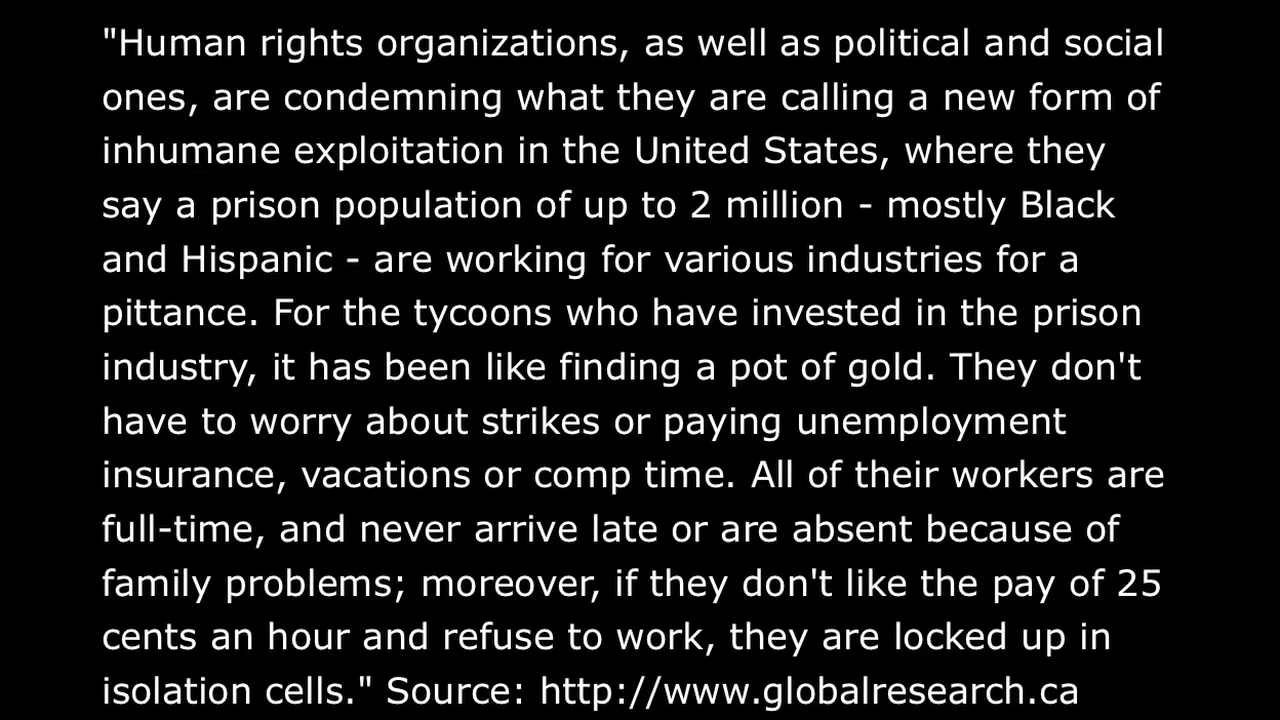 "Human rights organizations, as well as political and social
ones, are condemning what they are calling a new form of
inhumane exploitation in the United States, where they
say a prison population of up to 2 million - mostly Black
and Hispanic - are working for various industries for a
pittance. For the tycoons who have invested in the prison
industry, it has been like finding a pot of gold. They don't
have to worry about strikes or paying unemployment
insurance, vacations or comp time. All of their workers are
full-time, and never arrive late or are absent because of
family problems; moreover, if they don't like the pay of 25
cents an hour and refuse to work, they are locked up in
isolation cells." Source: http://www.globalresearch.ca